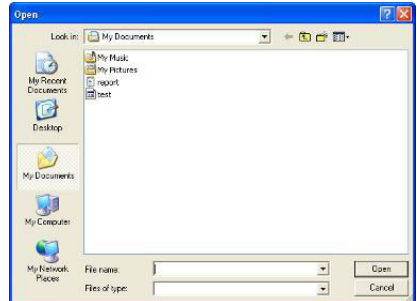 Open
Look in: My Documents
My Recent
Documents
Desktop
My Documents
My Computer
My Network
Places
My Music
My Pictures
report
test
File name:
Open
Files of type:
Cancel